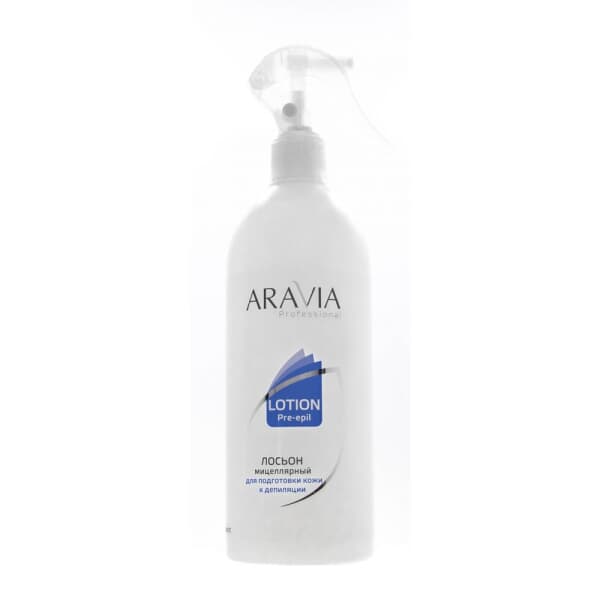 ARAVIA
Professional
LOTION
Pre-epil
ЛОСЬОН
мицеллярный
для подготовки кожи
к депиляции